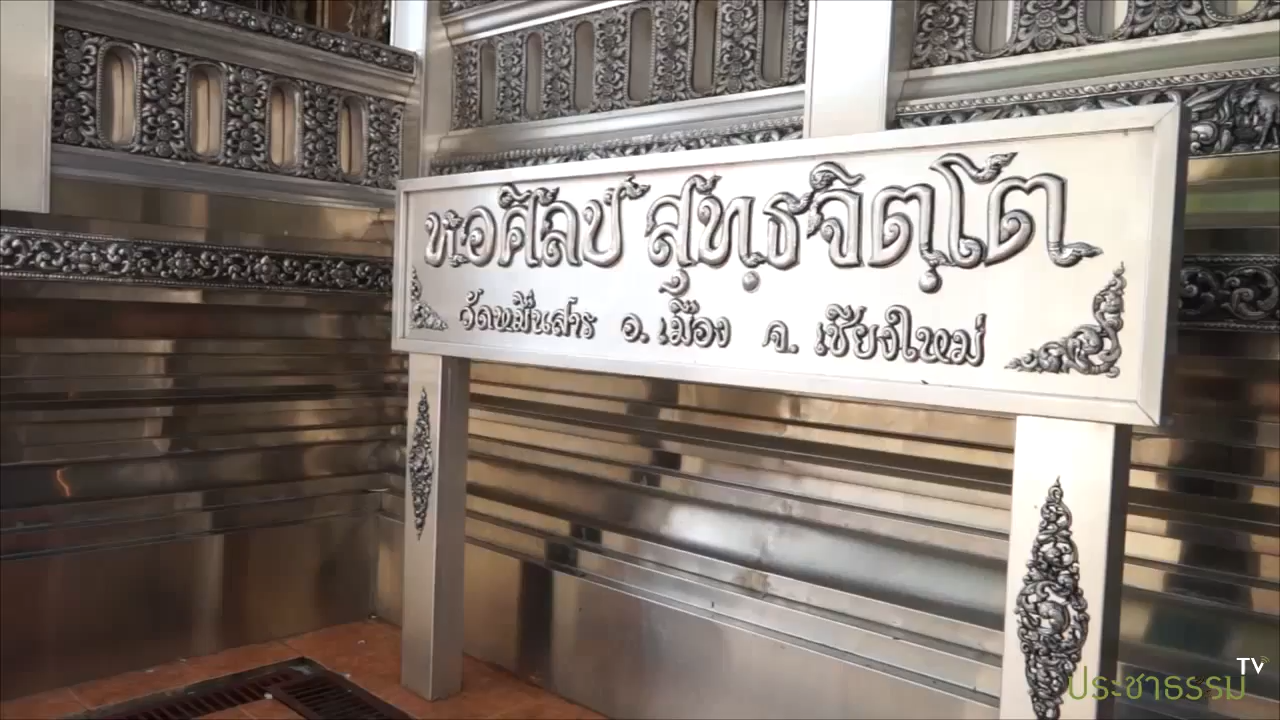 หอศิลป์ สุทฺธจิตฺโต
วัดหมื่นสาร อ.เมือง จ.เชียงใหม่
TV
ประชาธรรม